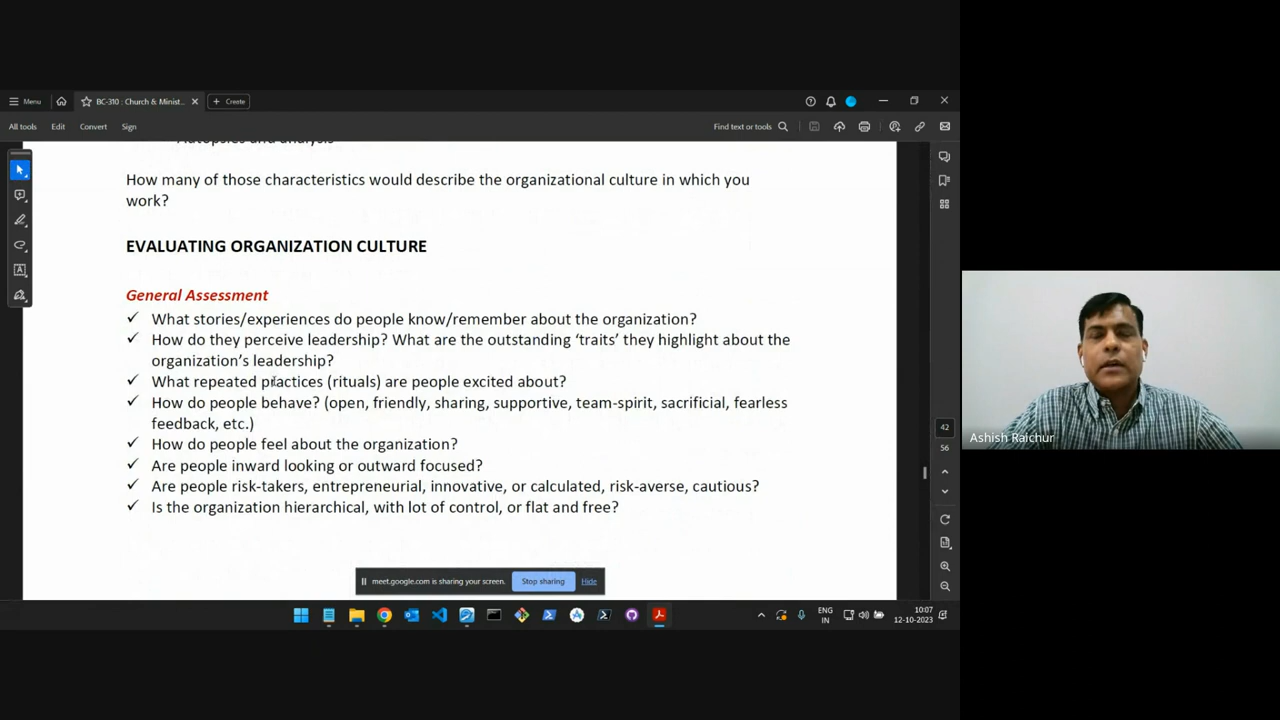 Menu
BC-310 : Church & Minist...
Create
All tools
Edit
Convert
Sign
Find text or tools
Autopsies and analysis
How many of those characteristics would describe the organizational culture in which you
work?
EVALUATING ORGANIZATION CULTURE
General Assessment
✓ What stories/experiences do people know/remember about the organization?
✓ How do they perceive leadership? What are the outstanding ‘traits’ they highlight about the
organization’s leadership?
✓ What repeated practices (rituals) are people excited about?
✓ How do people behave? (open, friendly, sharing, supportive, team-spirit, sacrificial, fearless
feedback, etc.)
✓ How do people feel about the organization?
✓ Are people inward looking or outward focused?
✓ Are people risk-takers, entrepreneurial, innovative, or calculated, risk-averse, cautious?
✓ Is the organization hierarchical, with lot of control, or flat and free?
42
56
Ashish Raichur
meet.google.com is sharing your screen.
Stop sharing
Hide
ENG
IN
10:07
12-10-2023